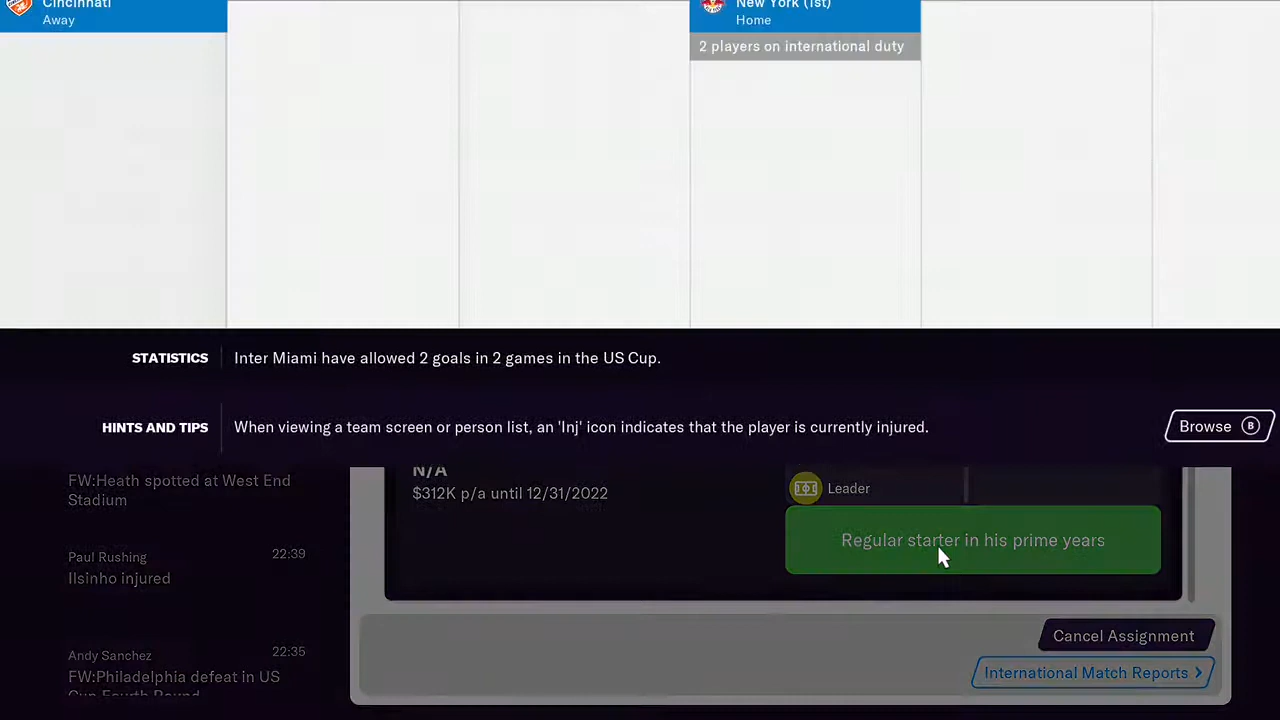 Cincinnati
Away
New York (1st)
Home
2 players on international duty
STATISTICS
Inter Miami have allowed 2 goals in 2 games in the US Cup.
HINTS AND TIPS
When viewing a team screen or person list, an 'Inj' icon indicates that the player is currently injured.
Browse B
FW:Heath spotted at West End
Stadium
Paul Rushing 22:39
Ilsinho injured
Andy Sanchez 22:35
FW:Philadelphia defeat in US
Cup Fourth Round
N/A
$312K p/a until 12/31/2022
Leader
Regular starter in his prime years
Cancel Assignment
International Match Reports >